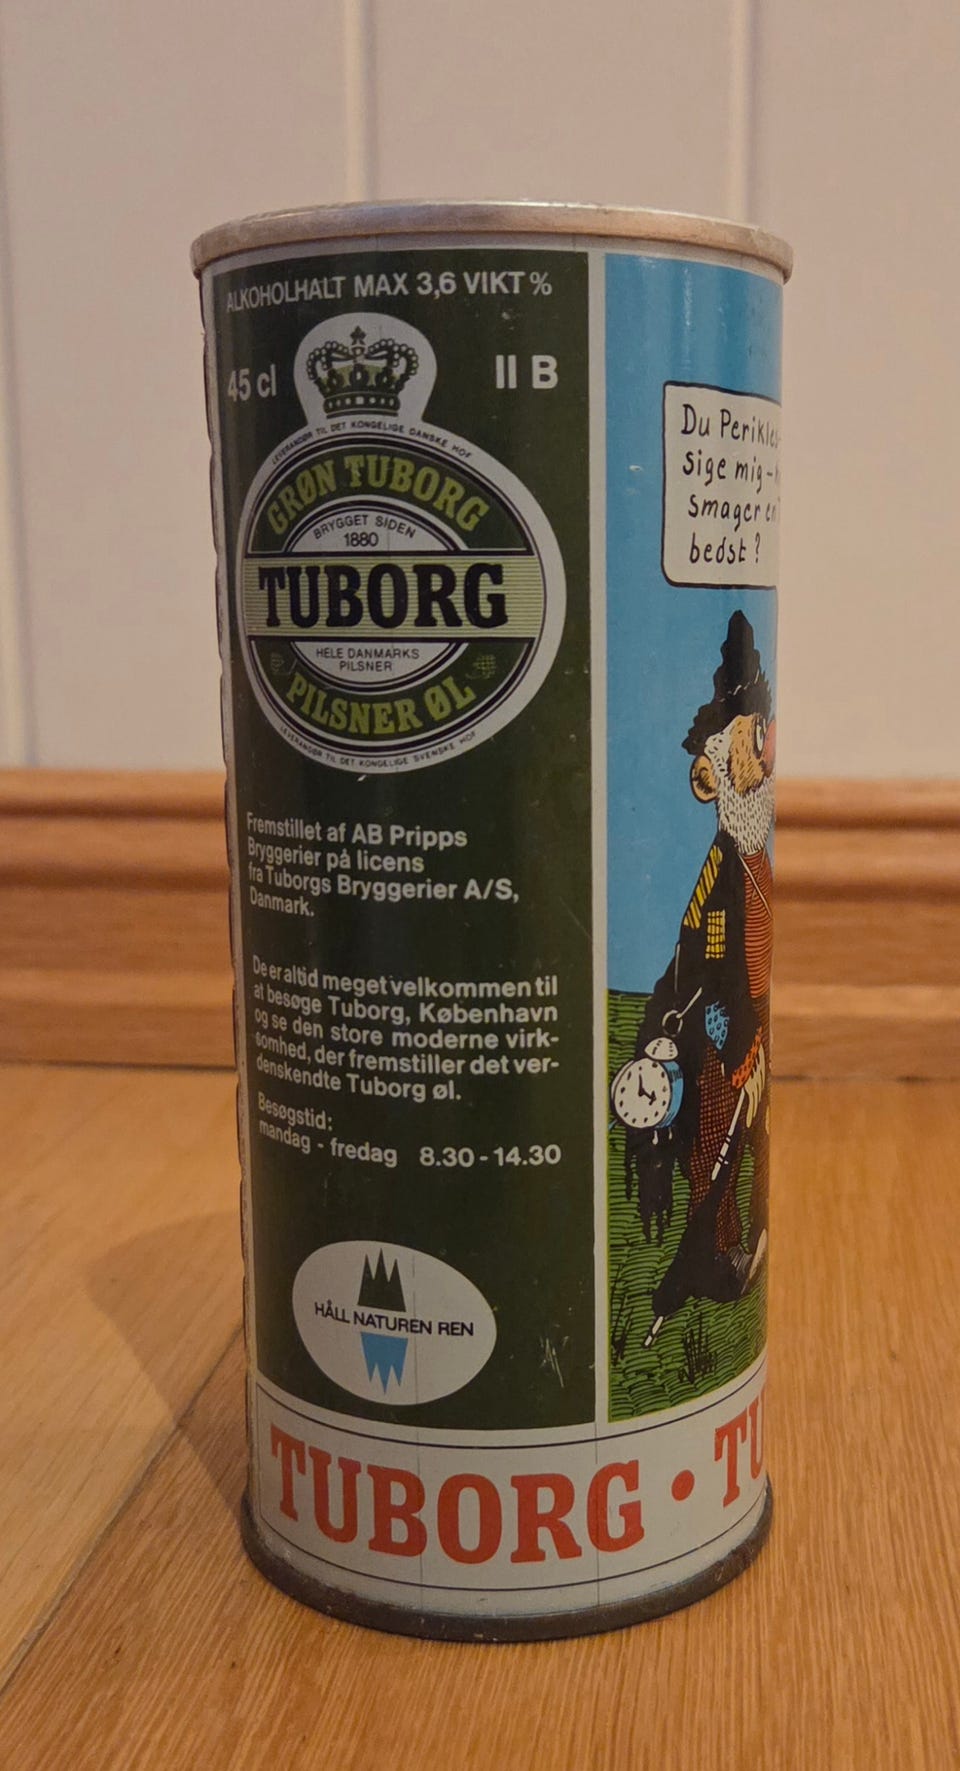 ALKOHOLHALT MAX 3,6 VIKT %
45 cl
II B
LEVERANDØR TIL DET KONGELIGE DANSKE HOF
GRØN TUBORG
BRYGGET SIDEN
1880
TUBORG
HELE DANMARKS
PILSNER
PILSNER ØL
LEVERANDØR TIL DET KONGELIGE SVENSKE HOF
Fremstillet af AB Pripps
Bryggerier på licens
fra Tuborgs Bryggerier A/S,
Danmark.
De er altid meget velkommen til
at besøge Tuborg, København
og se den store moderne virk-
somhed, der fremstiller det ver-
denskendte Tuborg øl.
Besøgstid:
mandag - fredag 8.30 - 14.30
HÅLL NATUREN REN
TUBORG • TU
Du Perikles-
sige mig -
smager en
bedst ?